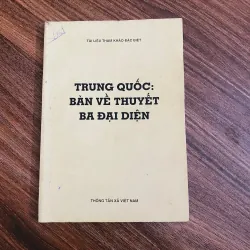 TÀI LIỆU THAM KHẢO ĐẶC BIỆT
TRUNG QUỐC:
BÀN VỀ THUYẾT
BA ĐẠI DIỆN
THÔNG TẤN XÃ VIỆT NAM